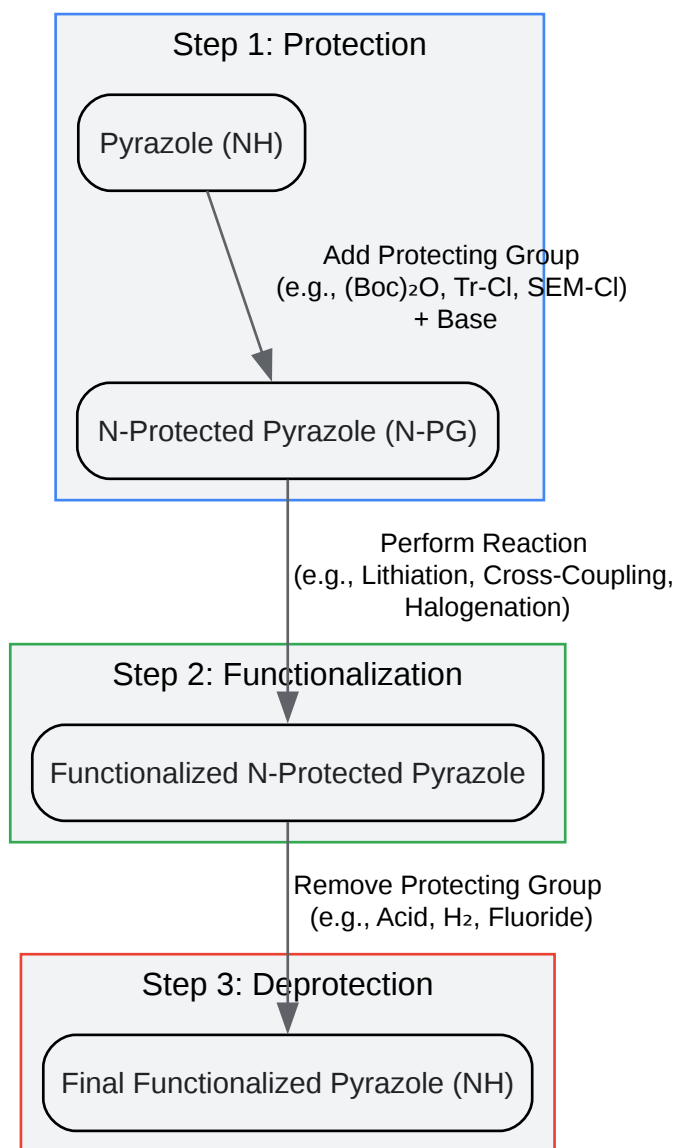 Step 1: Protection
Pyrazole (NH)
Add Protecting Group
(e.g., (Boc)₂O, Tr-Cl, SEM-Cl)
+ Base
N-Protected Pyrazole (N-PG)
Perform Reaction
(e.g., Lithiation, Cross-Coupling,
Halogenation)
Step 2: Functionalization
Functionalized N-Protected Pyrazole
Remove Protecting Group
(e.g., Acid, H₂, Fluoride)
Step 3: Deprotection
Final Functionalized Pyrazole (NH)